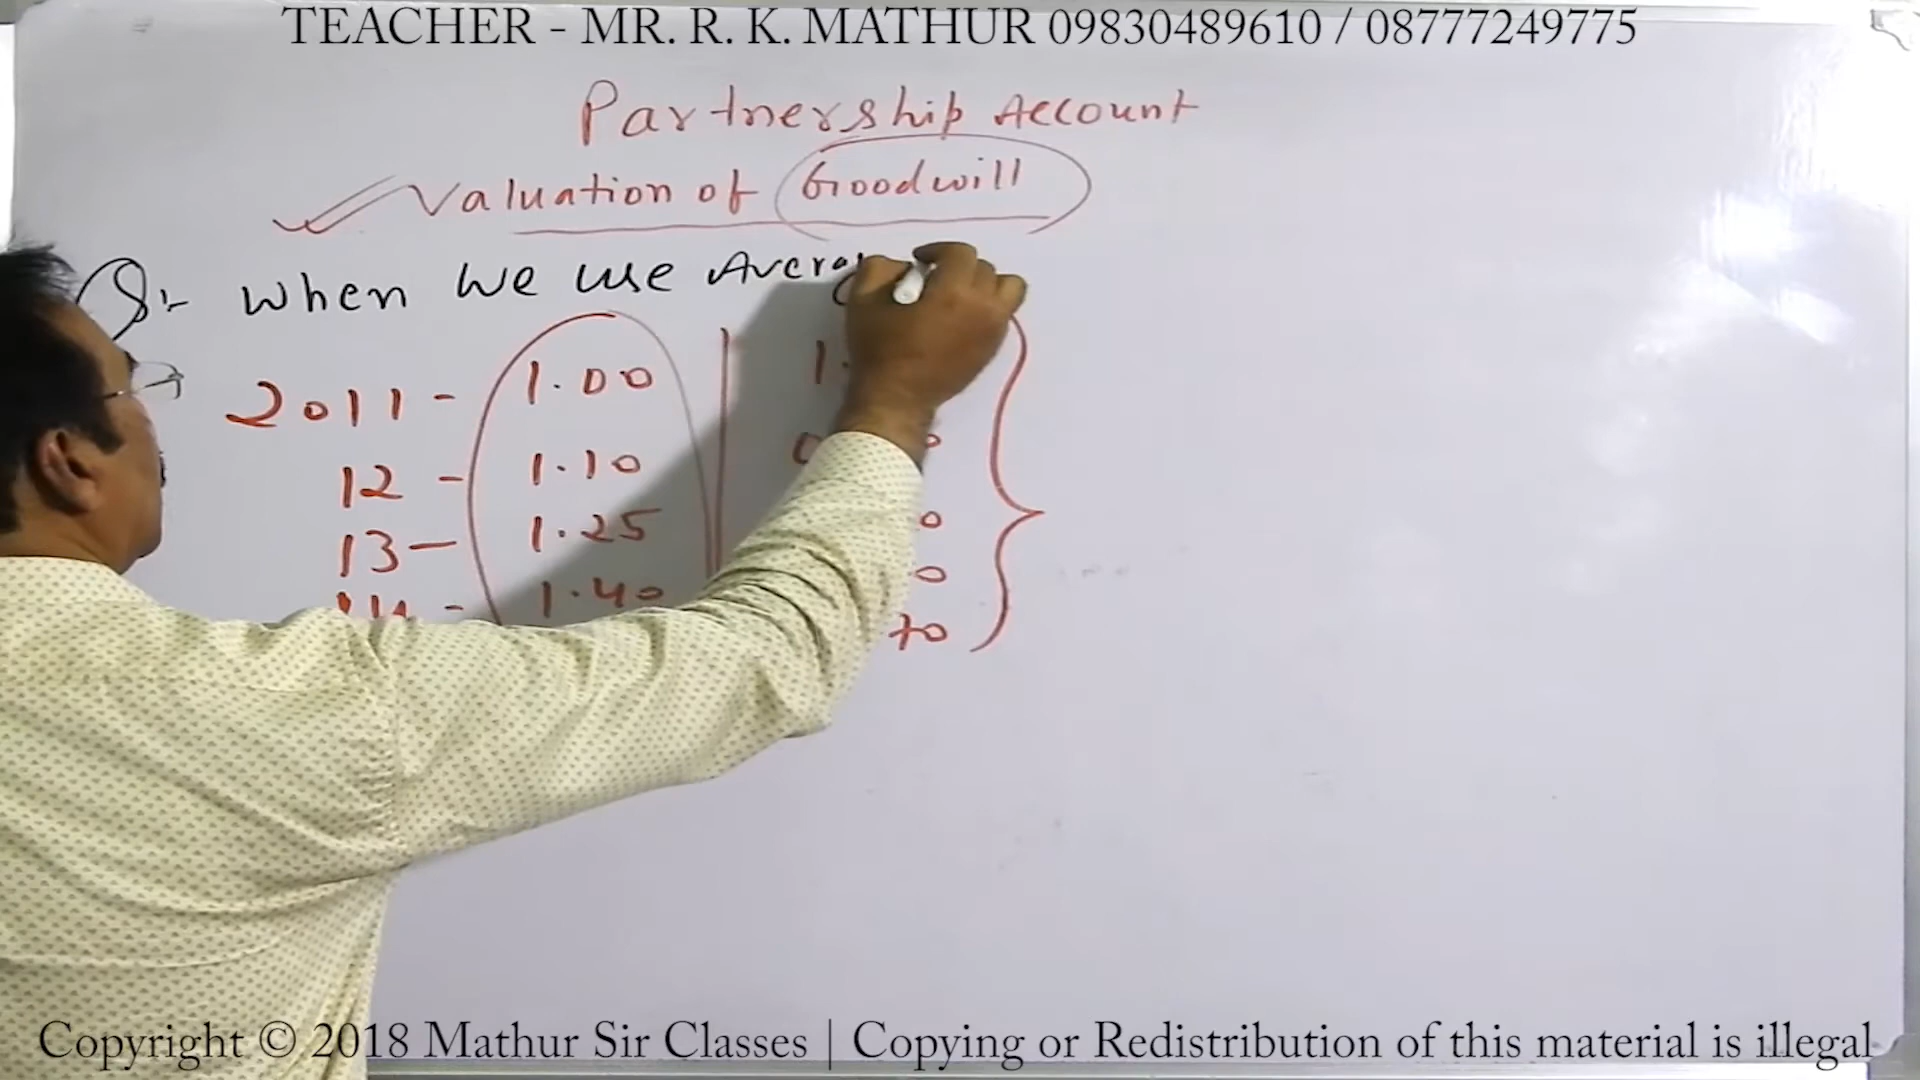 TEACHER - MR. R. K. MATHUR 09830489610 / 08777249775
Partnership Account
Valuation of Goodwill
Q:- When we use
2011 - 1.00
12 - 1.10
13 - 1.25
14 - 1.40
Copyright © 2018 Mathur Sir Classes | Copying or Redistribution of this material is illegal